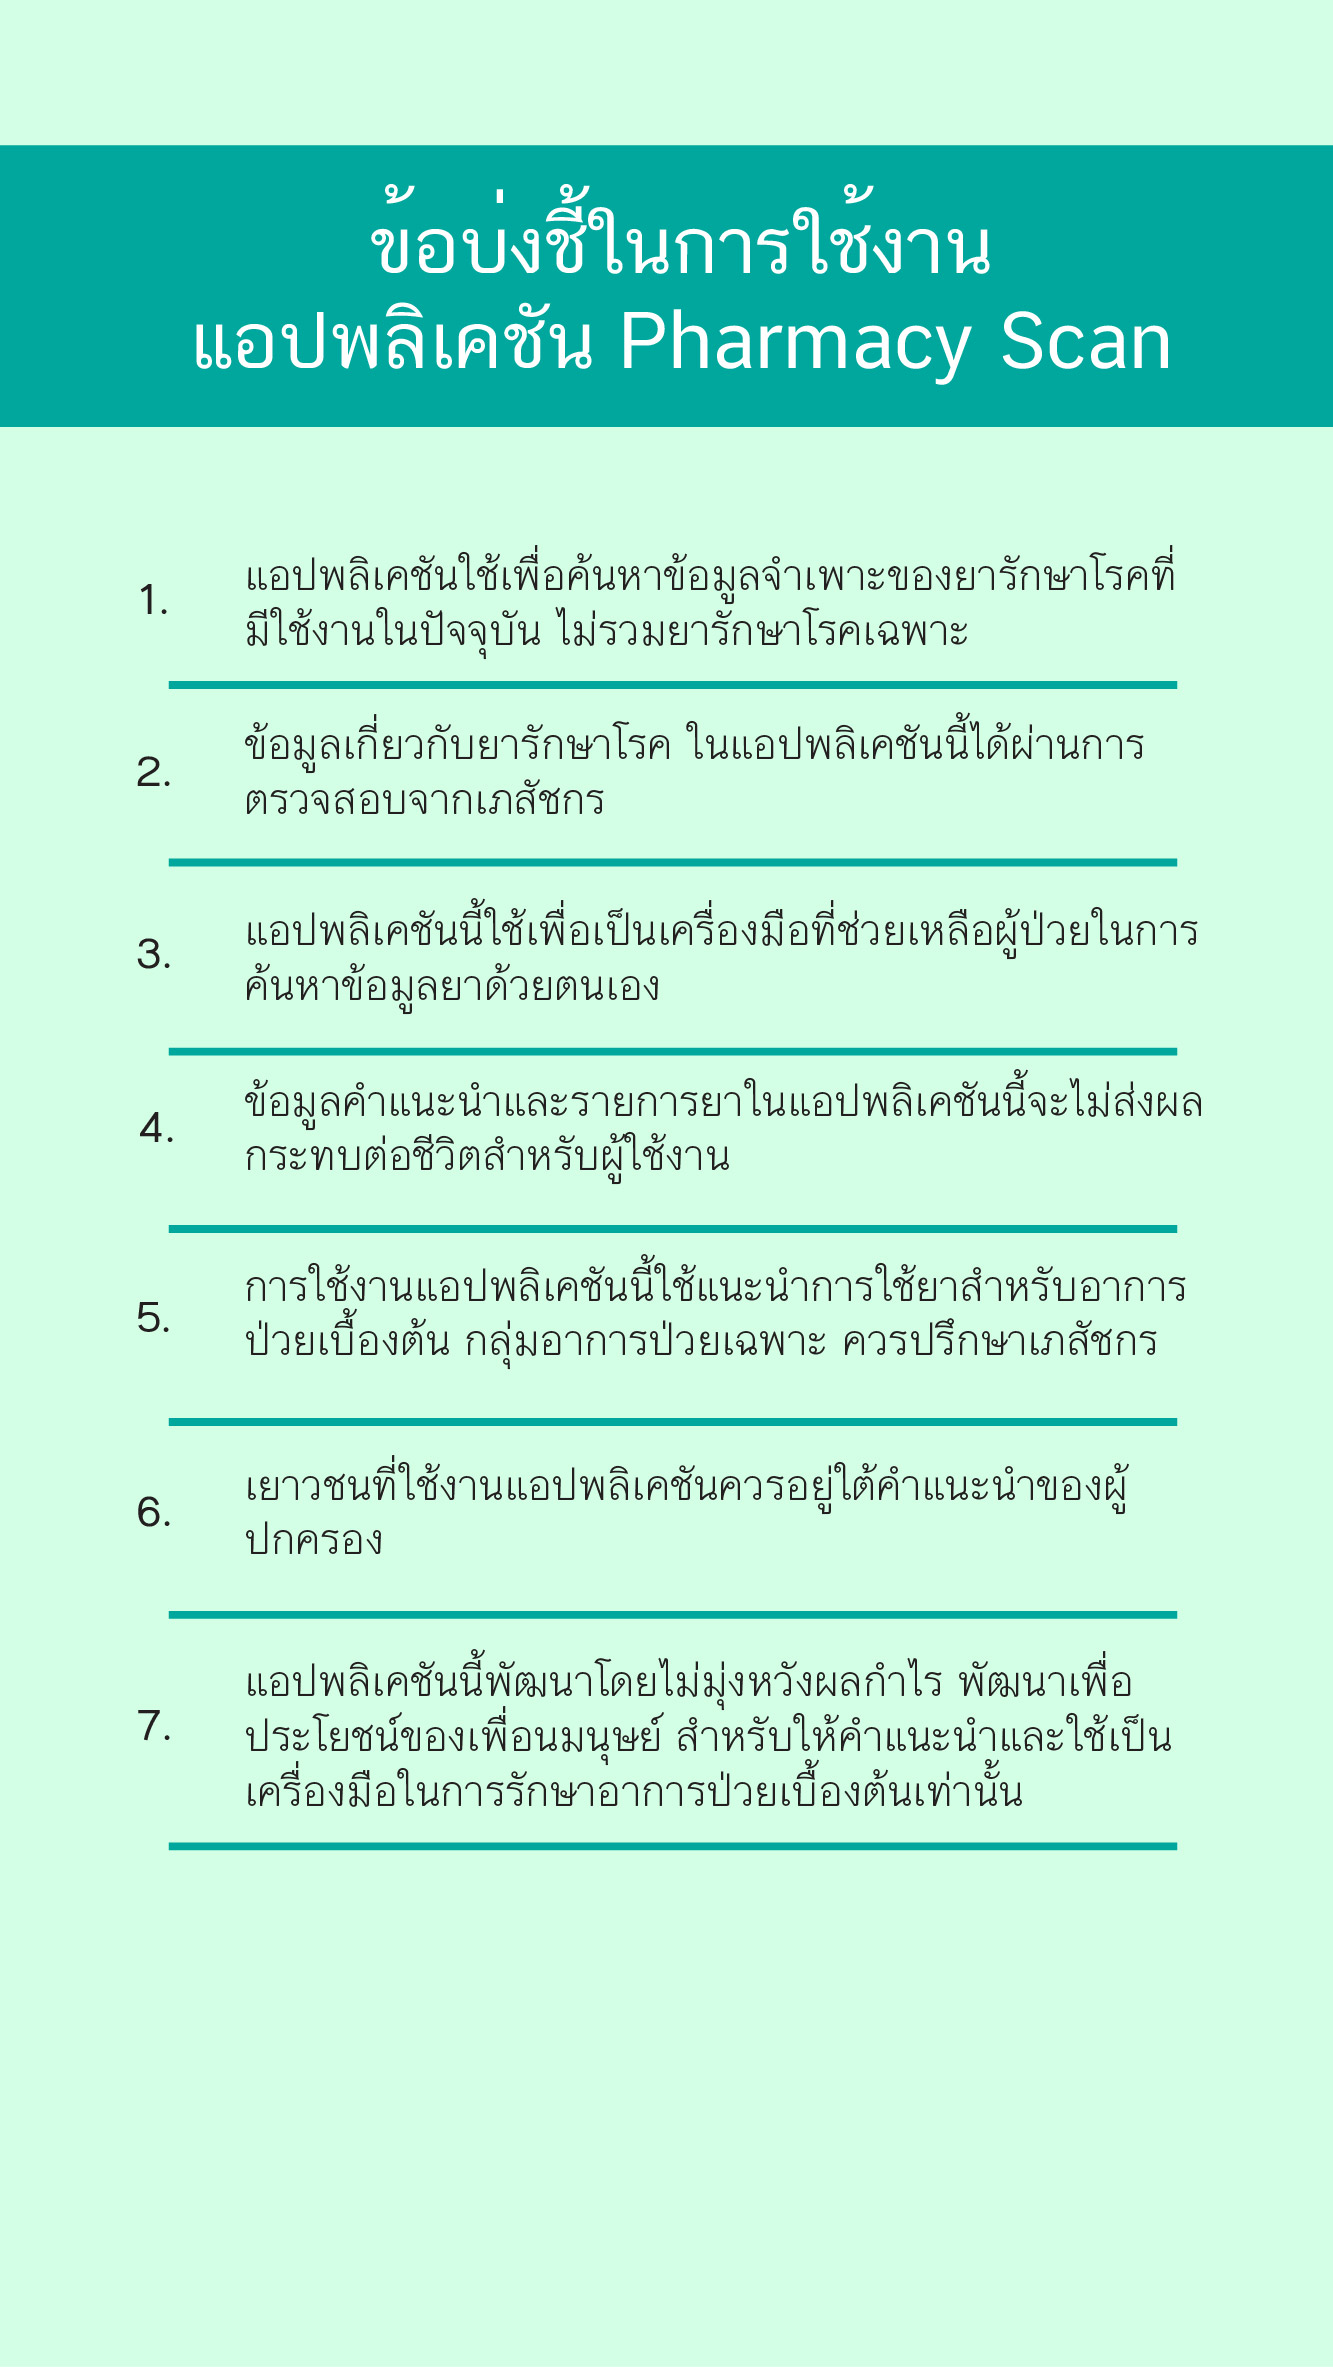 ข้อบ่งชี้ในการใช้งาน
แอปพลิเคชัน Pharmacy Scan
1. แอปพลิเคชันใช้เพื่อค้นหาข้อมูลจำเพาะของยารักษาโรคที่
มีใช้งานในปัจจุบัน ไม่รวมยารักษาโรคเฉพาะ
2. ข้อมูลเกี่ยวกับยารักษาโรค ในแอปพลิเคชันนี้ได้ผ่านการ
ตรวจสอบจากเภสัชกร
3. แอปพลิเคชันนี้ใช้เพื่อเป็นเครื่องมือที่ช่วยเหลือผู้ป่วยในการ
ค้นหาข้อมูลยาด้วยตนเอง
4. ข้อมูลคำแนะนำและรายการยาในแอปพลิเคชันนี้จะไม่ส่งผล
กระทบต่อชีวิตสำหรับผู้ใช้งาน
5. การใช้งานแอปพลิเคชันนี้ใช้แนะนำการใช้ยาสำหรับอาการ
ป่วยเบื้องต้น กลุ่มอาการป่วยเฉพาะ ควรปรึกษาเภสัชกร
6. เยาวชนที่ใช้งานแอปพลิเคชันควรอยู่ใต้คำแนะนำของผู้
ปกครอง
7. แอปพลิเคชันนี้พัฒนาโดยไม่มุ่งหวังผลกำไร พัฒนาเพื่อ
ประโยชน์ของเพื่อนมนุษย์ สำหรับให้คำแนะนำและใช้เป็น
เครื่องมือในการรักษาอาการป่วยเบื้องต้นเท่านั้น